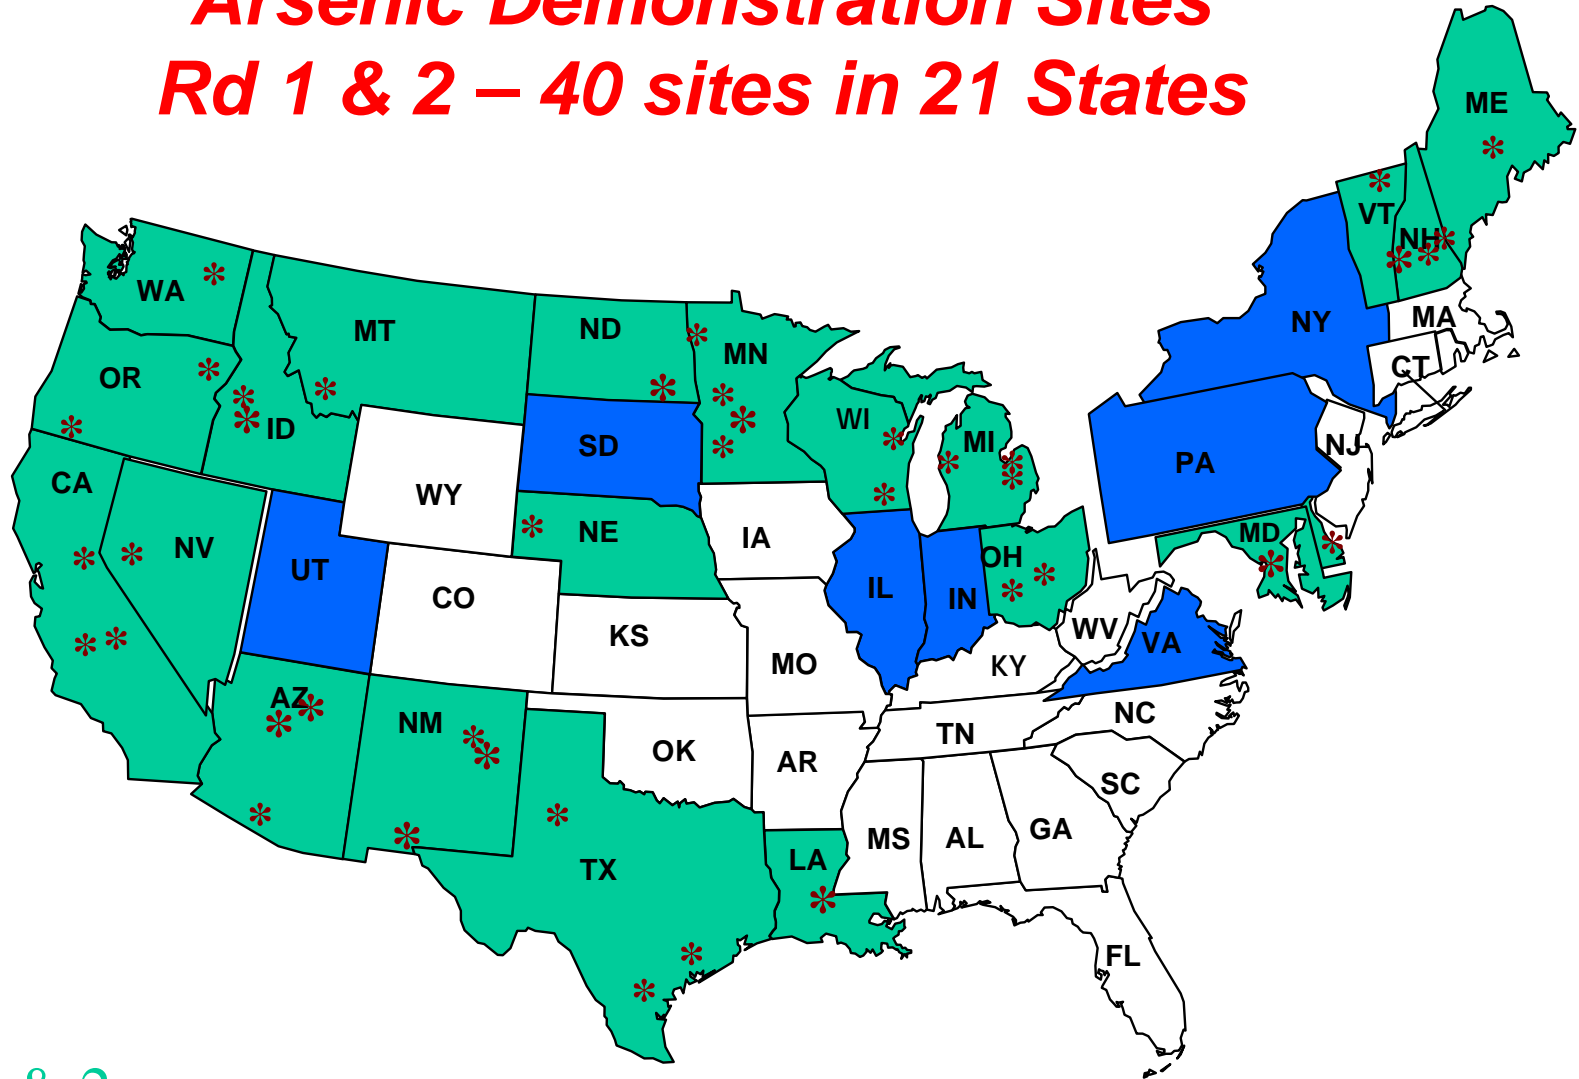 Arsenic Demonstration Sites
Rd 1 & 2 – 40 sites in 21 States
ME
VT
NH
WA
MT
ND
MN
NY
MA
OR
CT
ID
WI
MI
SD
NJ
PA
CA
WY
NE
IA
MD
NV
OH
UT
CO
IL
IN
KS
WV
VA
MO
KY
AZ
NM
NC
TN
OK
AR
SC
MS
AL
GA
LA
TX
FL
& 2